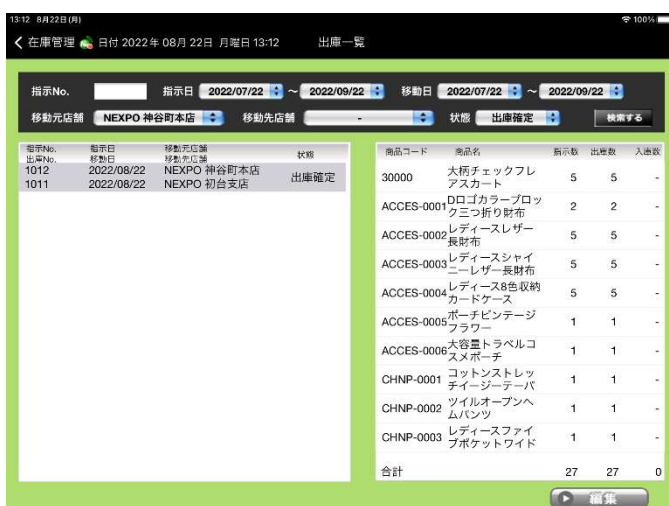 13:12 8月22日(月)
100%
在庫管理 日付 2022年 08月 22日 月曜日 13:12 出庫一覧
指示No. 指示日 2022/07/22 ～ 2022/09/22 移動日 2022/07/22 ～ 2022/09/22
移動元店舗 NEXPO 神谷町本店 移動先店舗 - 状態 出庫確定 検索する
指示No. 指示日 移動元店舗 状態
出庫No. 移動日 移動先店舗
1012 2022/08/22 NEXPO 神谷町本店 出庫確定
1011 2022/08/22 NEXPO 初台支店
商品コード 商品名 指示数 出庫数 入庫数
30000 大柄チェックフレ 5 5 -
アスカート
ACCES-0001 Dロゴカラーブロッ 2 2 -
ク三つ折り財布
ACCES-0002 レディースレザー 5 5 -
長財布
ACCES-0003 レディースシャイ 5 5 -
ニーレザー長財布
ACCES-0004 レディース8色収納 5 5 -
カードケース
ACCES-0005 ポーチビンテージ 1 1 -
フラワー
ACCES-0006 大容量トラベルコ 1 1 -
スメポーチ
CHNP-0001 コットンストレッ 1 1 -
チイージーテーパ
CHNP-0002 ツイルオープンヘ 1 1 -
ムパンツ
CHNP-0003 レディースファイ 1 1 -
ブポケットワイド
合計 27 27 0
編集